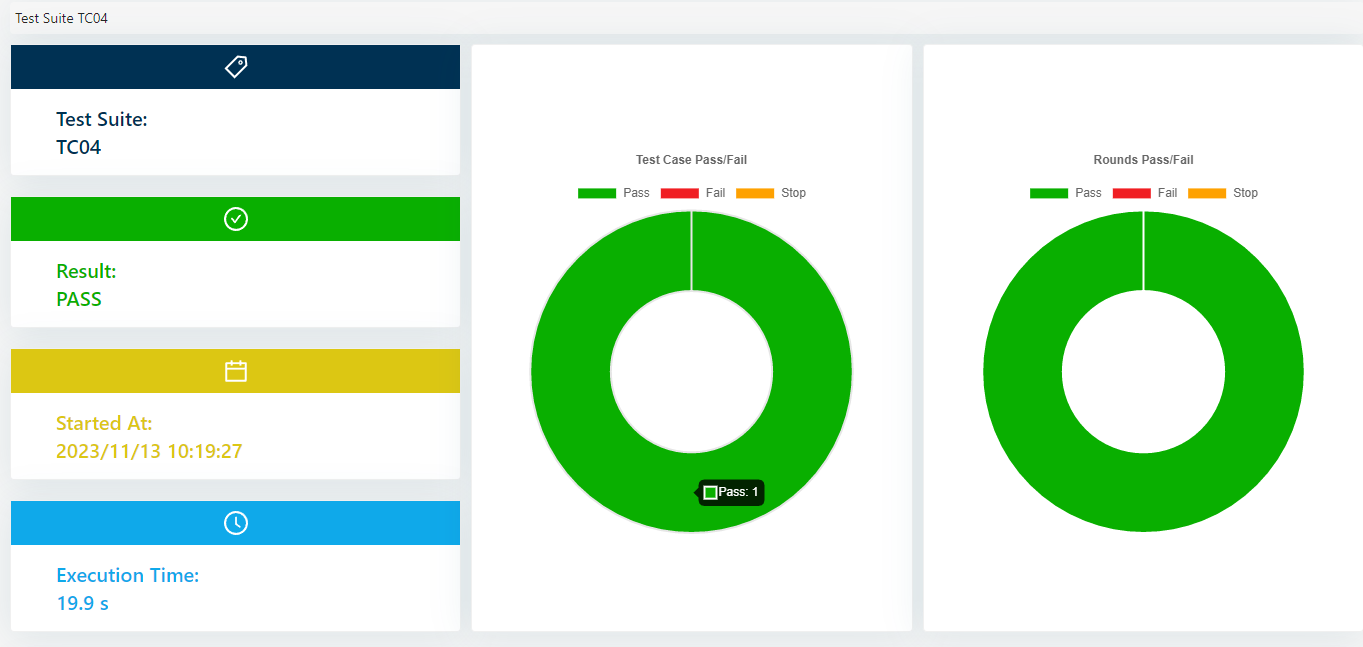 Test Suite TC04
Test Suite:
TC04
Result:
PASS
Started At:
2023/11/13 10:19:27
Execution Time:
19.9 s
Test Case Pass/Fail
Pass Fail Stop
Pass: 1
Rounds Pass/Fail
Pass Fail Stop